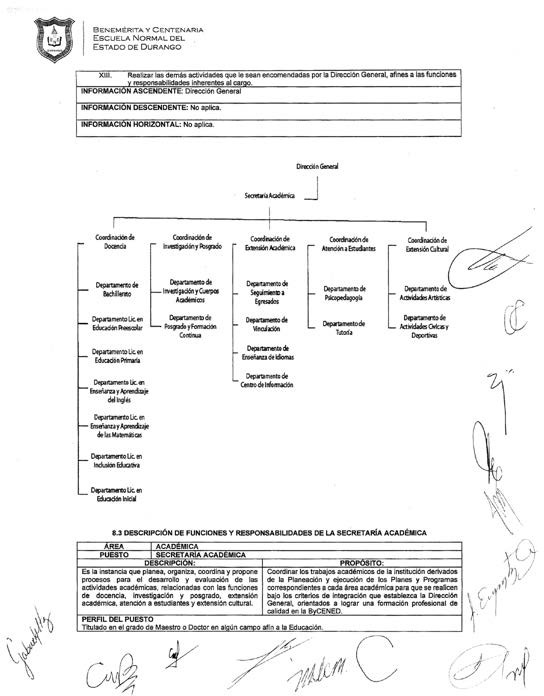 BENEMÉRITA Y CENTENARIA
ESCUELA NORMAL DEL
ESTADO DE DURANGO
XIII. Realizar las demás actividades que le sean encomendadas por la Dirección General, afines a las funciones
y responsabilidades inherentes al cargo.
INFORMACIÓN ASCENDENTE: Dirección General
INFORMACIÓN DESCENDENTE: No aplica.
INFORMACIÓN HORIZONTAL: No aplica.
Dirección General
Secretaría Académica
Coordinación de
Docencia
Departamento de
Bachillerato
Departamento Lic. en
Educación Preescolar
Departamento Lic. en
Educación Primaria
Departamento Lic. en
Enseñanza y Aprendizaje
del Inglés
Departamento Lic. en
Enseñanza y Aprendizaje
de las Matemáticas
Departamento Lic. en
Inclusión Educativa
Departamento Lic. en
Educación Inicial
Coordinación de
Investigación y Posgrado
Departamento de
Investigación y Cuerpos
Académicos
Departamento de
Posgrado y Formación
Continua
Coordinación de
Extensión Académica
Departamento de
Seguimiento a
Egresados
Departamento de
Vinculación
Departamento de
Enseñanza de Idiomas
Departamento de
Centro de Información
Coordinación de
Atención a Estudiantes
Departamento de
Psicopedagogía
Departamento de
Tutoría
Coordinación de
Extensión Cultural
Departamento de
Actividades Artísticas
Departamento de
Actividades Cívicas y
Deportivas
8.3 DESCRIPCIÓN DE FUNCIONES Y RESPONSABILIDADES DE LA SECRETARÍA ACADÉMICA
ÁREA ACADÉMICA
PUESTO SECRETARÍA ACADÉMICA
DESCRIPCIÓN:
Es la instancia que planea, organiza, coordina y propone
procesos para el desarrollo y evaluación de las
actividades académicas, relacionadas con las funciones
de docencia, investigación y posgrado, extensión
académica, atención a estudiantes y extensión cultural.
PROPÓSITO:
Coordinar los trabajos académicos de la institución derivados
de la Planeación y ejecución de los Planes y Programas
correspondientes a cada área académica para que se realicen
bajo los criterios de integración que establezca la Dirección
General, orientados a lograr una formación profesional de
calidad en la ByCENED.
PERFIL DEL PUESTO
Titulado en el grado de Maestro o Doctor en algún campo afín a la Educación.